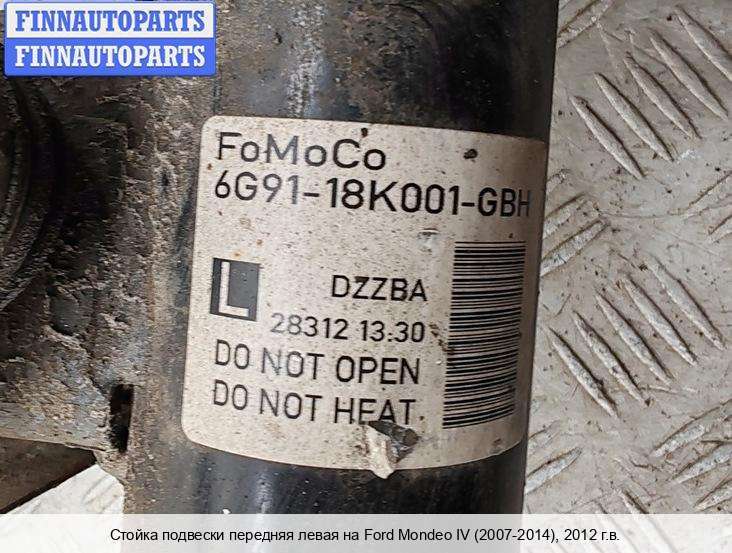 FINNAUTOPARTS
FINNAUTOPARTS
FoMoCo
6G91-18K001-GBH
L
DZZBA
28312 13:30
DO NOT OPEN
DO NOT HEAT
Стойка подвески передняя левая на Ford Mondeo IV (2007-2014), 2012 г.в.